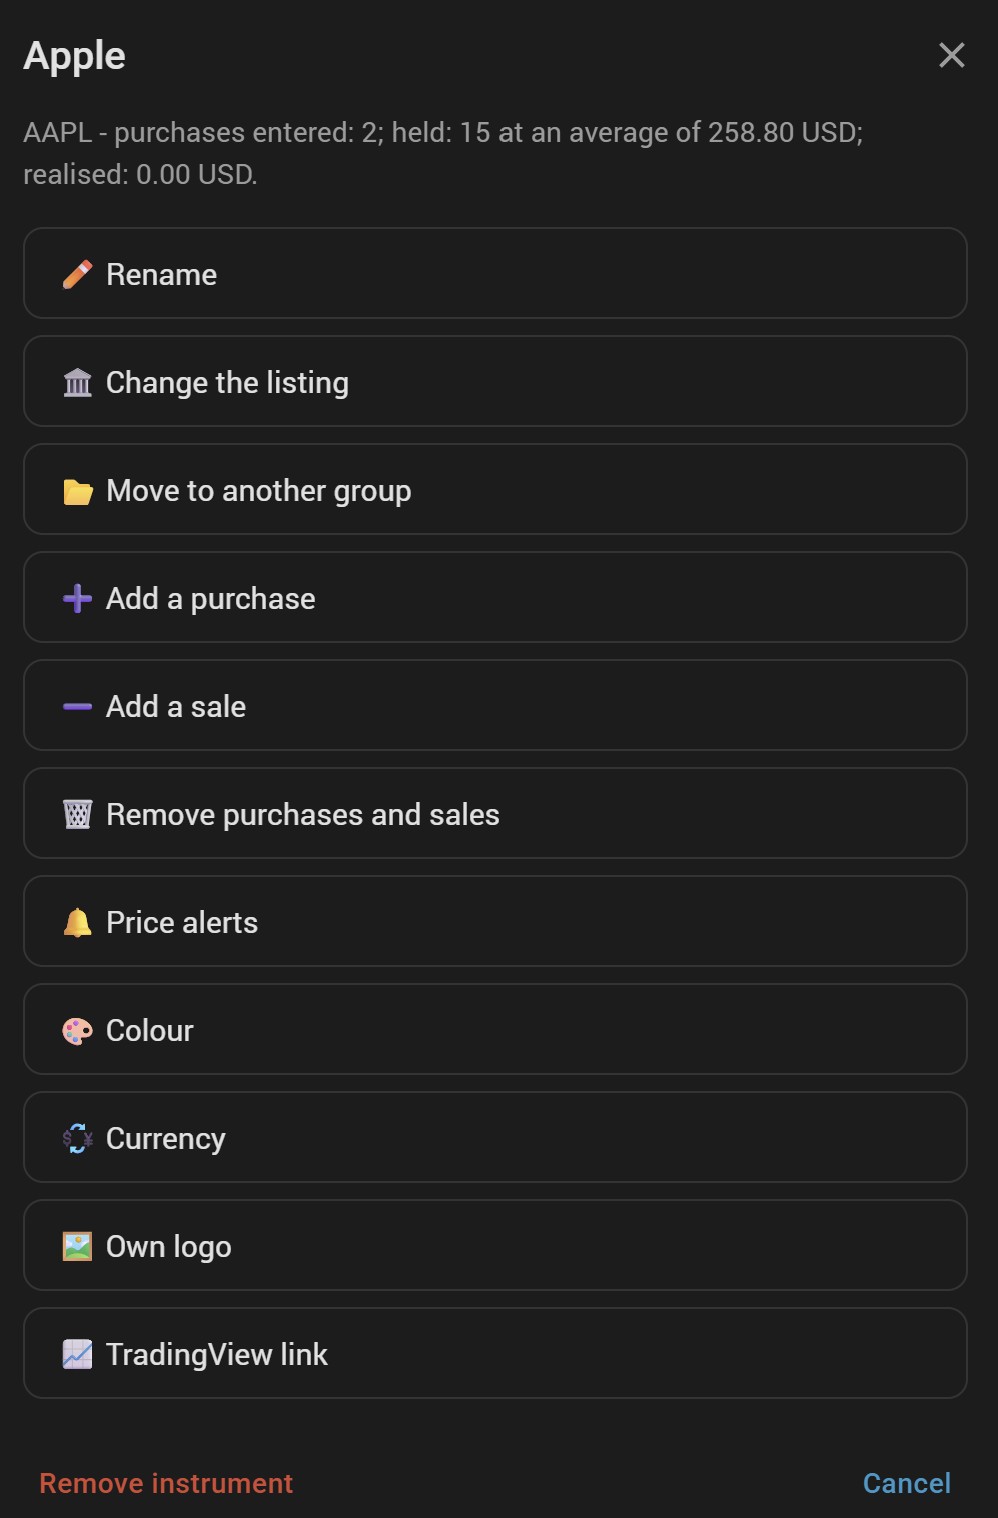 Apple
AAPL - purchases entered: 2; held: 15 at an average of 258.80 USD;
realised: 0.00 USD.
Rename
Change the listing
Move to another group
Add a purchase
Add a sale
Remove purchases and sales
Price alerts
Colour
Currency
Own logo
TradingView link
Remove instrument
Cancel